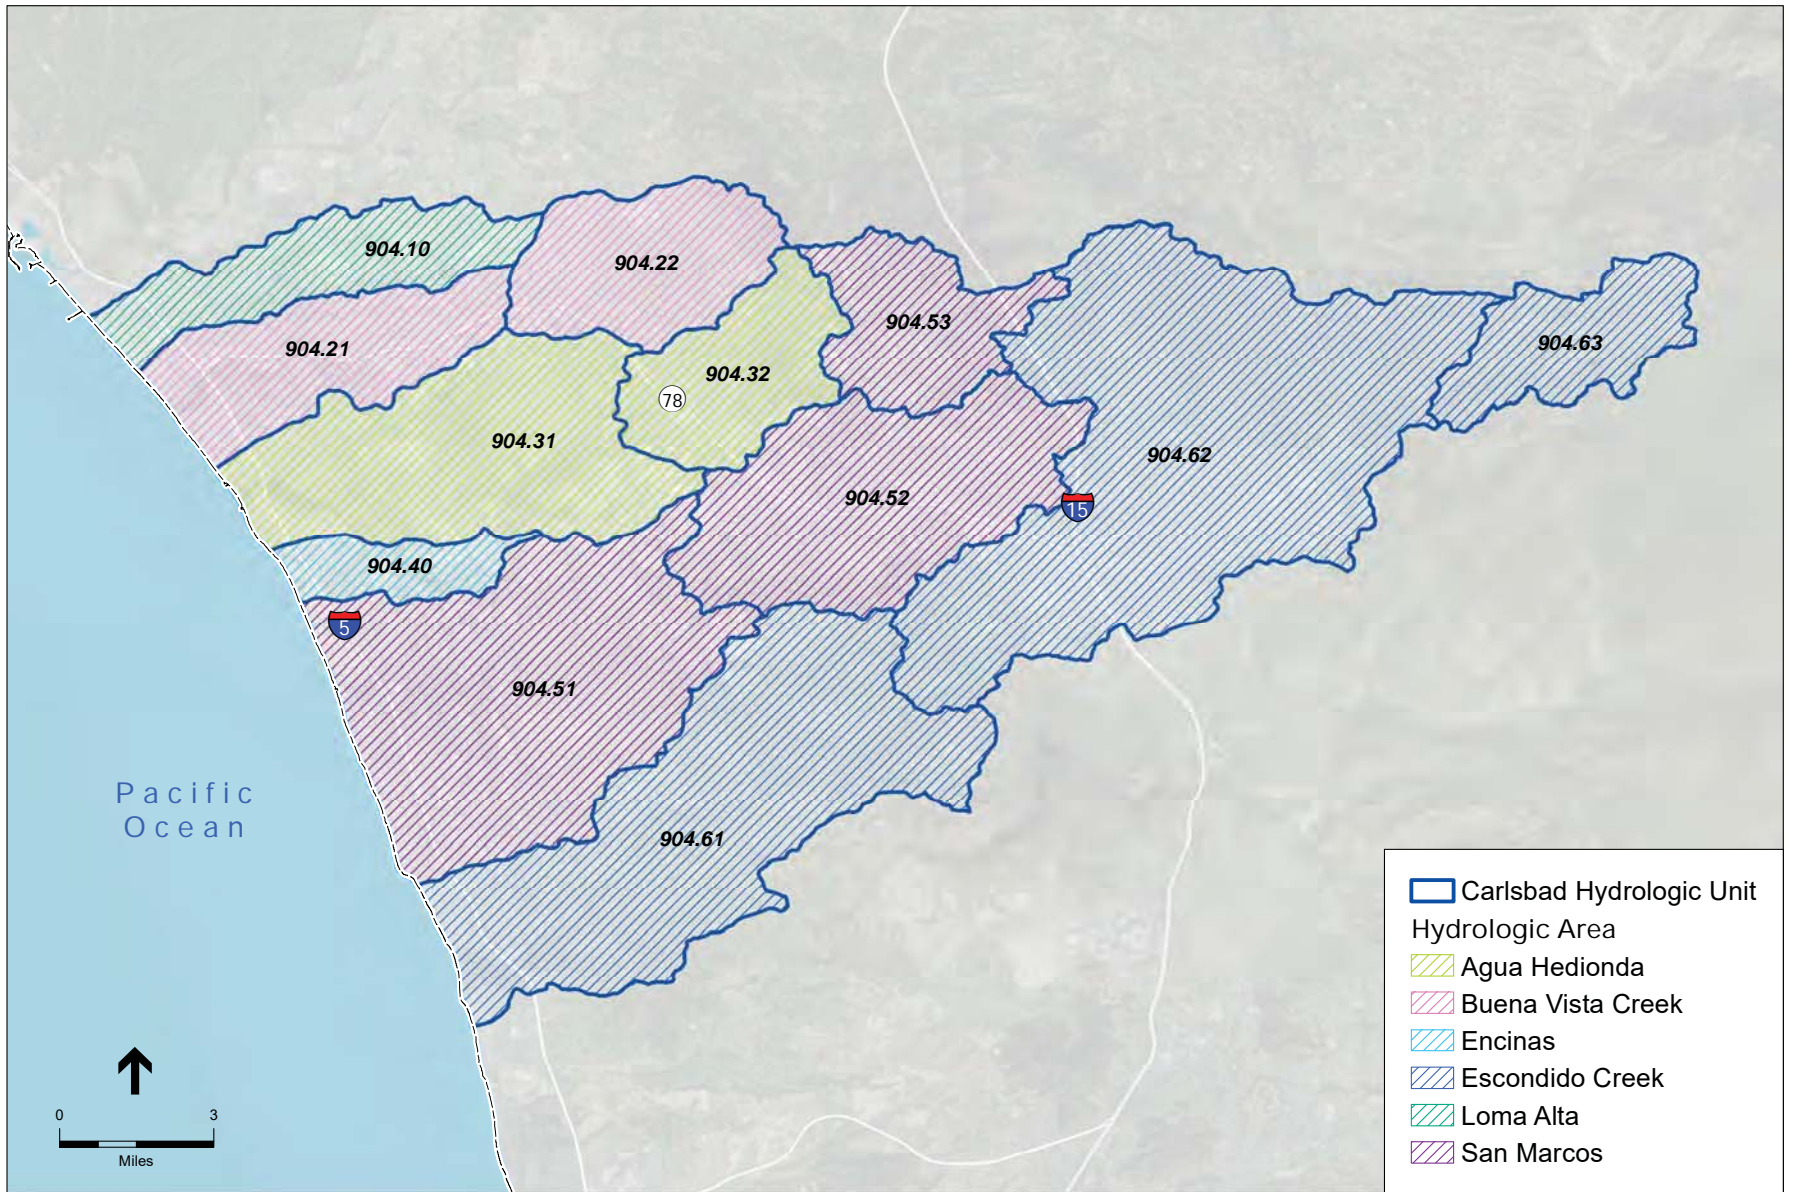 904.10
904.22
904.53
904.21
904.63
904.32
78
904.31
904.62
904.52
15
904.40
5
904.51
Pacific
Ocean
904.61
Carlsbad Hydrologic Unit
Hydrologic Area
Agua Hedionda
Buena Vista Creek
Encinas
Escondido Creek
Loma Alta
San Marcos
0 3
Miles